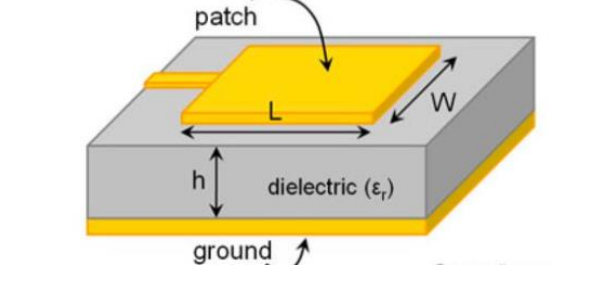 patch
L
W
h
dielectric (εr)
ground